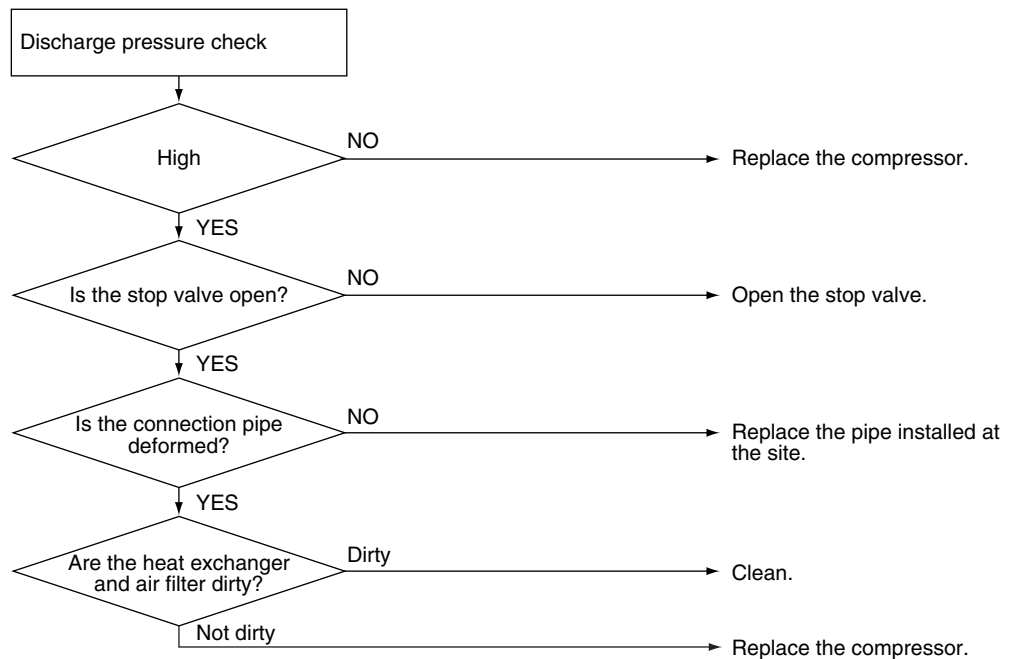 Discharge pressure check
High
NO
Replace the compressor.
YES
Is the stop valve open?
NO
Open the stop valve.
YES
Is the connection pipe
deformed?
NO
Replace the pipe installed at
the site.
YES
Are the heat exchanger
and air filter dirty?
Dirty
Clean.
Not dirty
Replace the compressor.